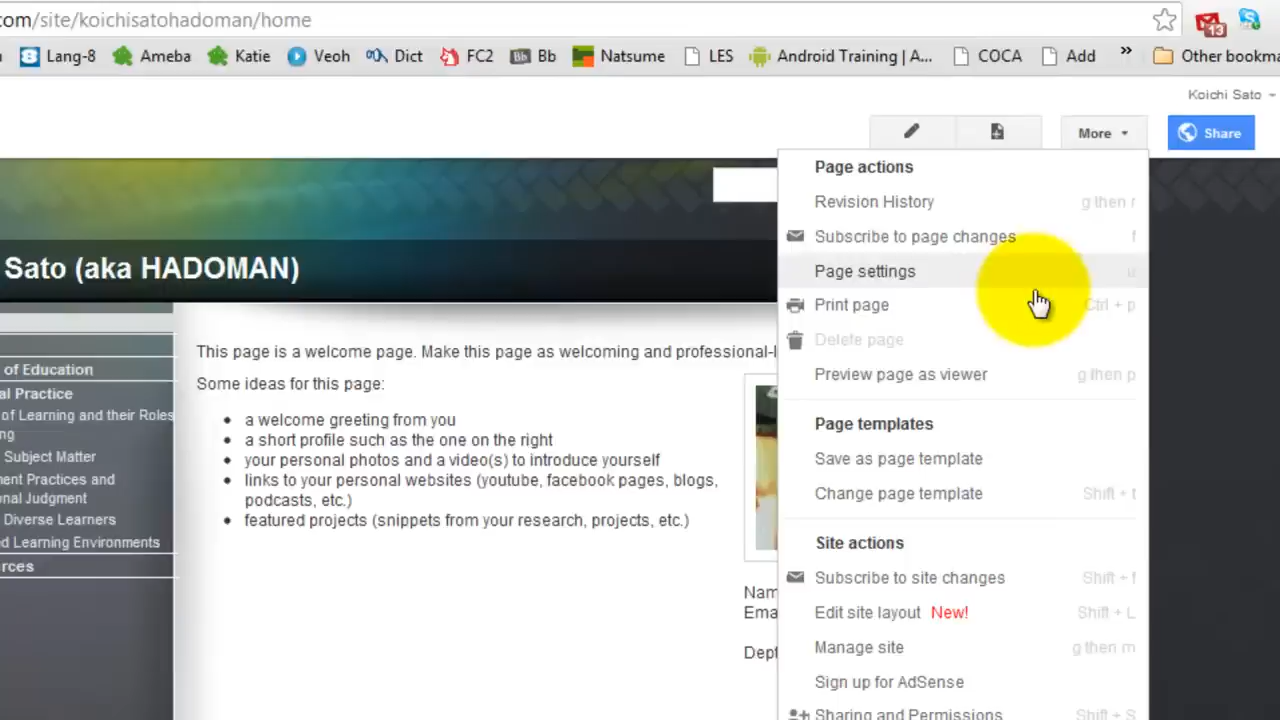 com/site/koichisatohadoman/home
13
Lang-8 Ameba Katie Veoh Dict FC2 Bb Natsume LES Android Training | A... COCA Add » Other bookma
Koichi Sato
More
Share
Page actions
Revision History g then r
Subscribe to page changes f
Page settings u
Print page Ctrl + p
Delete page
Preview page as viewer g then p
Page templates
Save as page template
Change page template Shift + t
Site actions
Subscribe to site changes Shift + f
Edit site layout New! Shift + L
Manage site g then m
Sign up for AdSense
Sharing and Permissions Shift + S
Sato (aka HADOMAN)
of Education
al Practice
of Learning and their Roles
ng
Subject Matter
ment Practices and
onal Judgment
Diverse Learners
ed Learning Environments
rces
This page is a welcome page. Make this page as welcoming and professional-l
Some ideas for this page:
• a welcome greeting from you
• a short profile such as the one on the right
• your personal photos and a video(s) to introduce yourself
• links to your personal websites (youtube, facebook pages, blogs,
podcasts, etc.)
• featured projects (snippets from your research, projects, etc.)
Nam
Ema
Dept